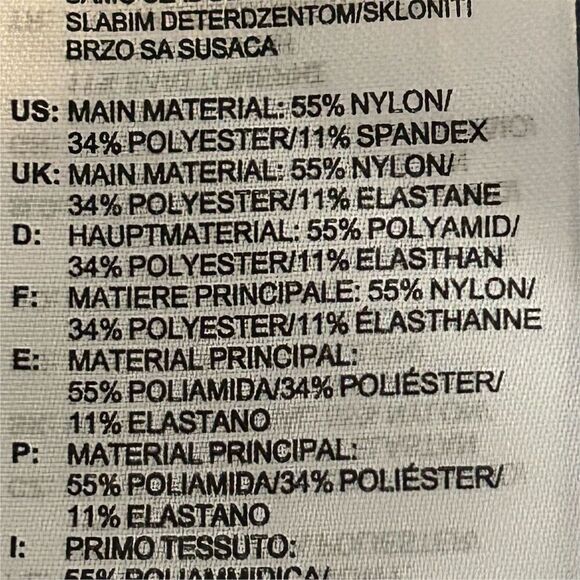 SLABIM DETERDZENTOM/SKLONITI
BRZO SA SUSACA
US: MAIN MATERIAL: 55% NYLON/
34% POLYESTER/11% SPANDEX
UK: MAIN MATERIAL: 55% NYLON/
34% POLYESTER/11% ELASTANE
D: HAUPTMATERIAL: 55% POLYAMID/
34% POLYESTER/11% ELASTHAN
F: MATIERE PRINCIPALE: 55% NYLON/
34% POLYESTER/11% ÉLASTHANNE
E: MATERIAL PRINCIPAL:
55% POLIAMIDA/34% POLIÉSTER/
11% ELASTANO
P: MATERIAL PRINCIPAL:
55% POLIAMIDA/34% POLIÉSTER/
11% ELASTANO
I: PRIMO TESSUTO:
55% POLIAMMIDICA/